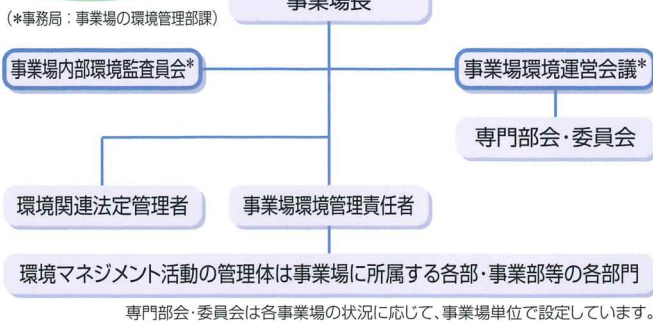 事業場長
(*事務局:事業場の環境管理部課)
事業場内部環境監査員会*
事業場環境運営会議*
専門部会・委員会
環境関連法定管理者
事業場環境管理責任者
環境マネジメント活動の管理体は事業場に所属する各部・事業部等の各部門
専門部会・委員会は各事業場の状況に応じて、事業場単位で設定しています。